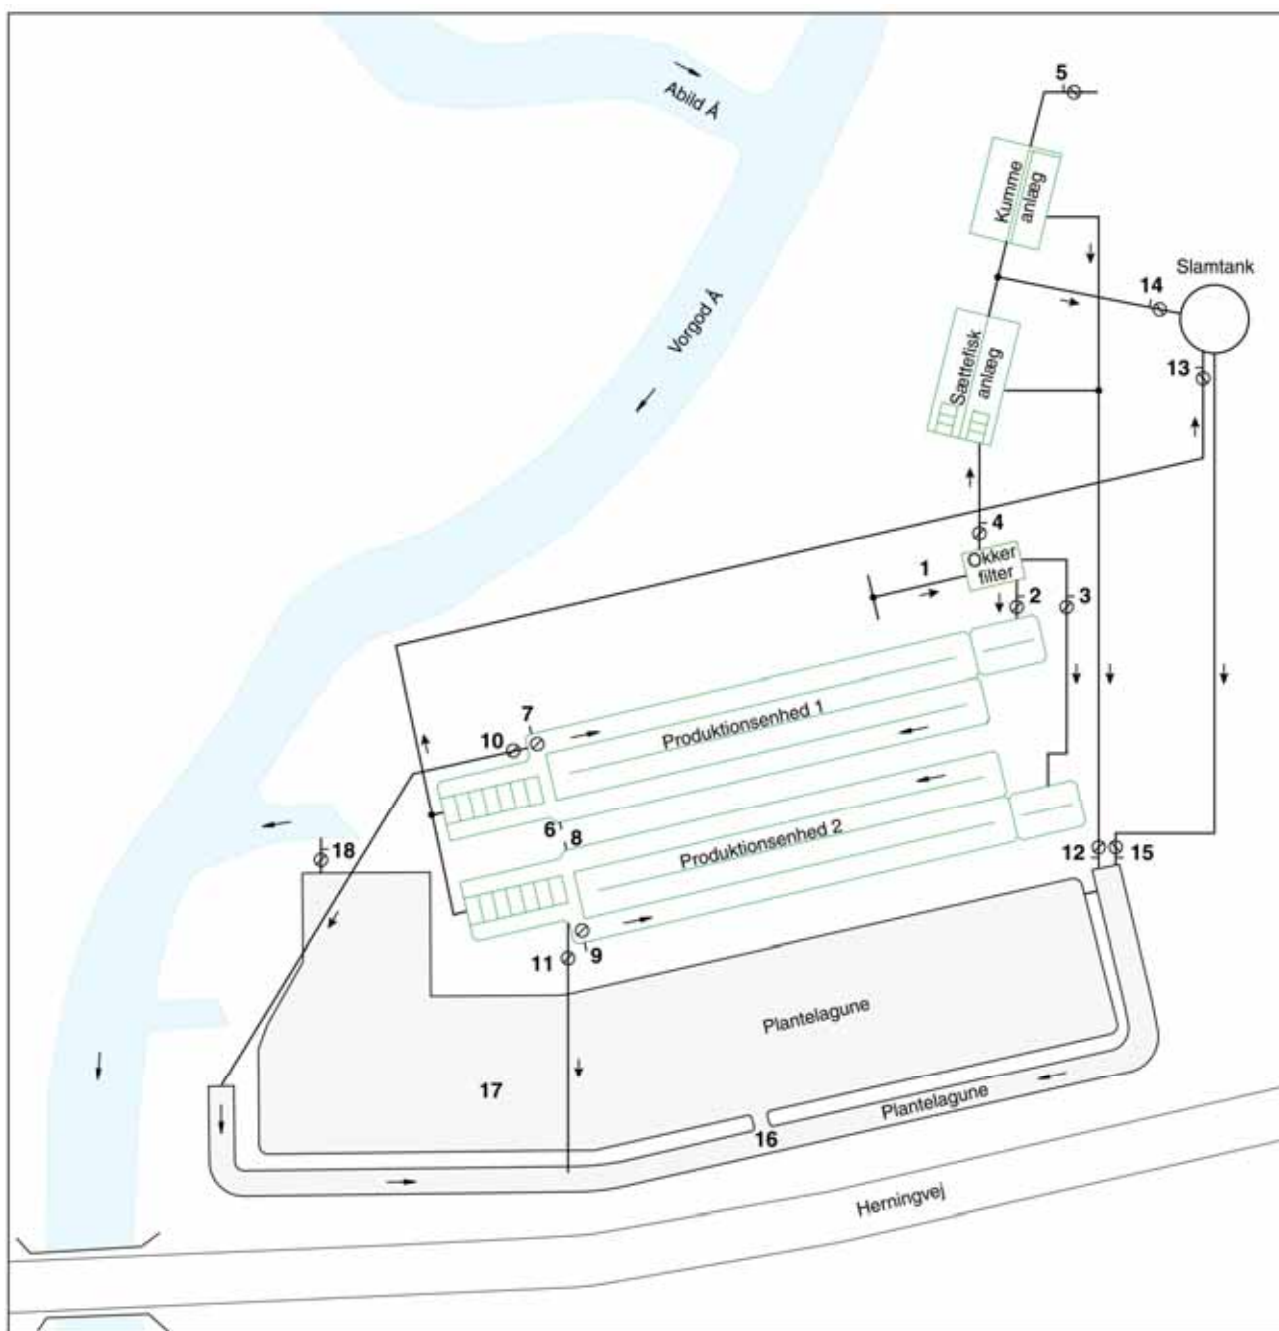 5
Abild Å
Kumme
anlæg
Slamtank
14
Vorgod Å
13
Sættefisk
anlæg
4
Okker
filter
1
2
3
7
10
Produktionsenhed 1
6
8
Produktionsenhed 2
18
12
15
11
9
Plantelagune
17
Plantelagune
16
Herningvej